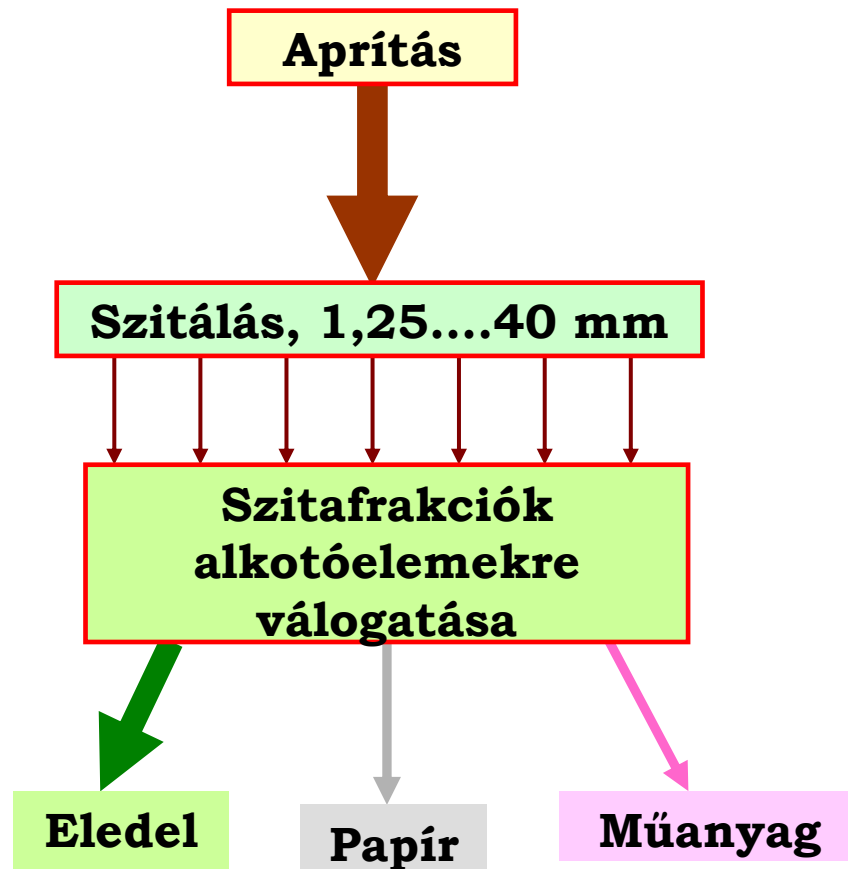 Aprítás
Szitálás, 1,25....40 mm
Szitafrakciók
alkotóelemekre
válogatása
Eledel
Papír
Műanyag